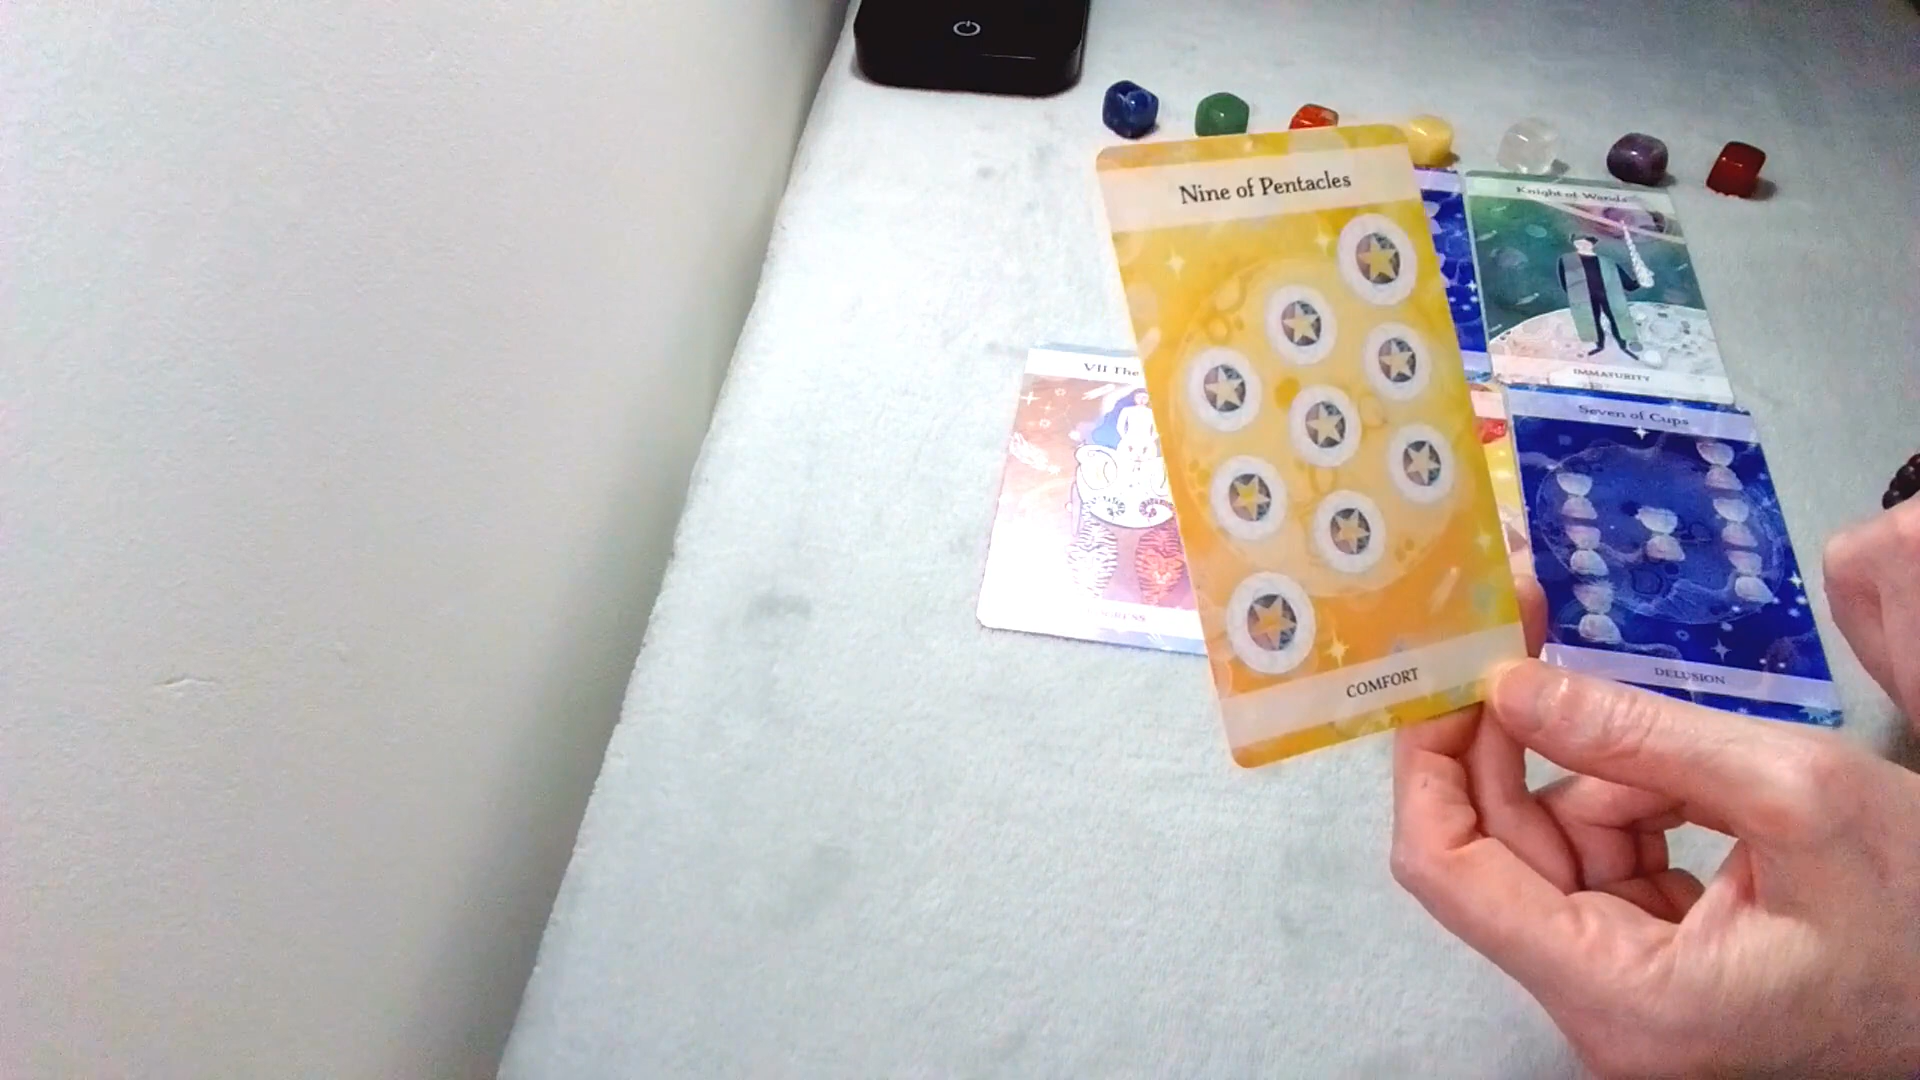 Nine of Pentacles
COMFORT
Knight of Wands
IMMATURITY
VII The
Seven of Cups
DELUSION